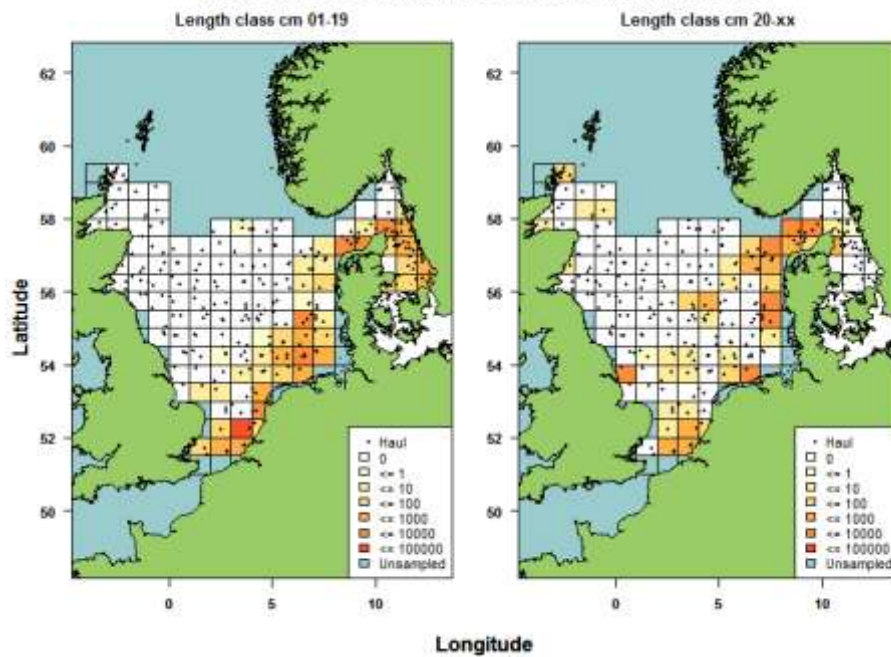 Length class cm 01-19
Length class cm 20-xx
62
60
58
56
54
52
50
62
60
58
56
54
52
50
Latitude
Haul
0
<= 1
<= 10
<= 100
<= 1000
<= 10000
<= 100000
Unsampled
Haul
0
<= 1
<= 10
<= 100
<= 1000
<= 10000
<= 100000
Unsampled
0 5 10
0 5 10
Longitude